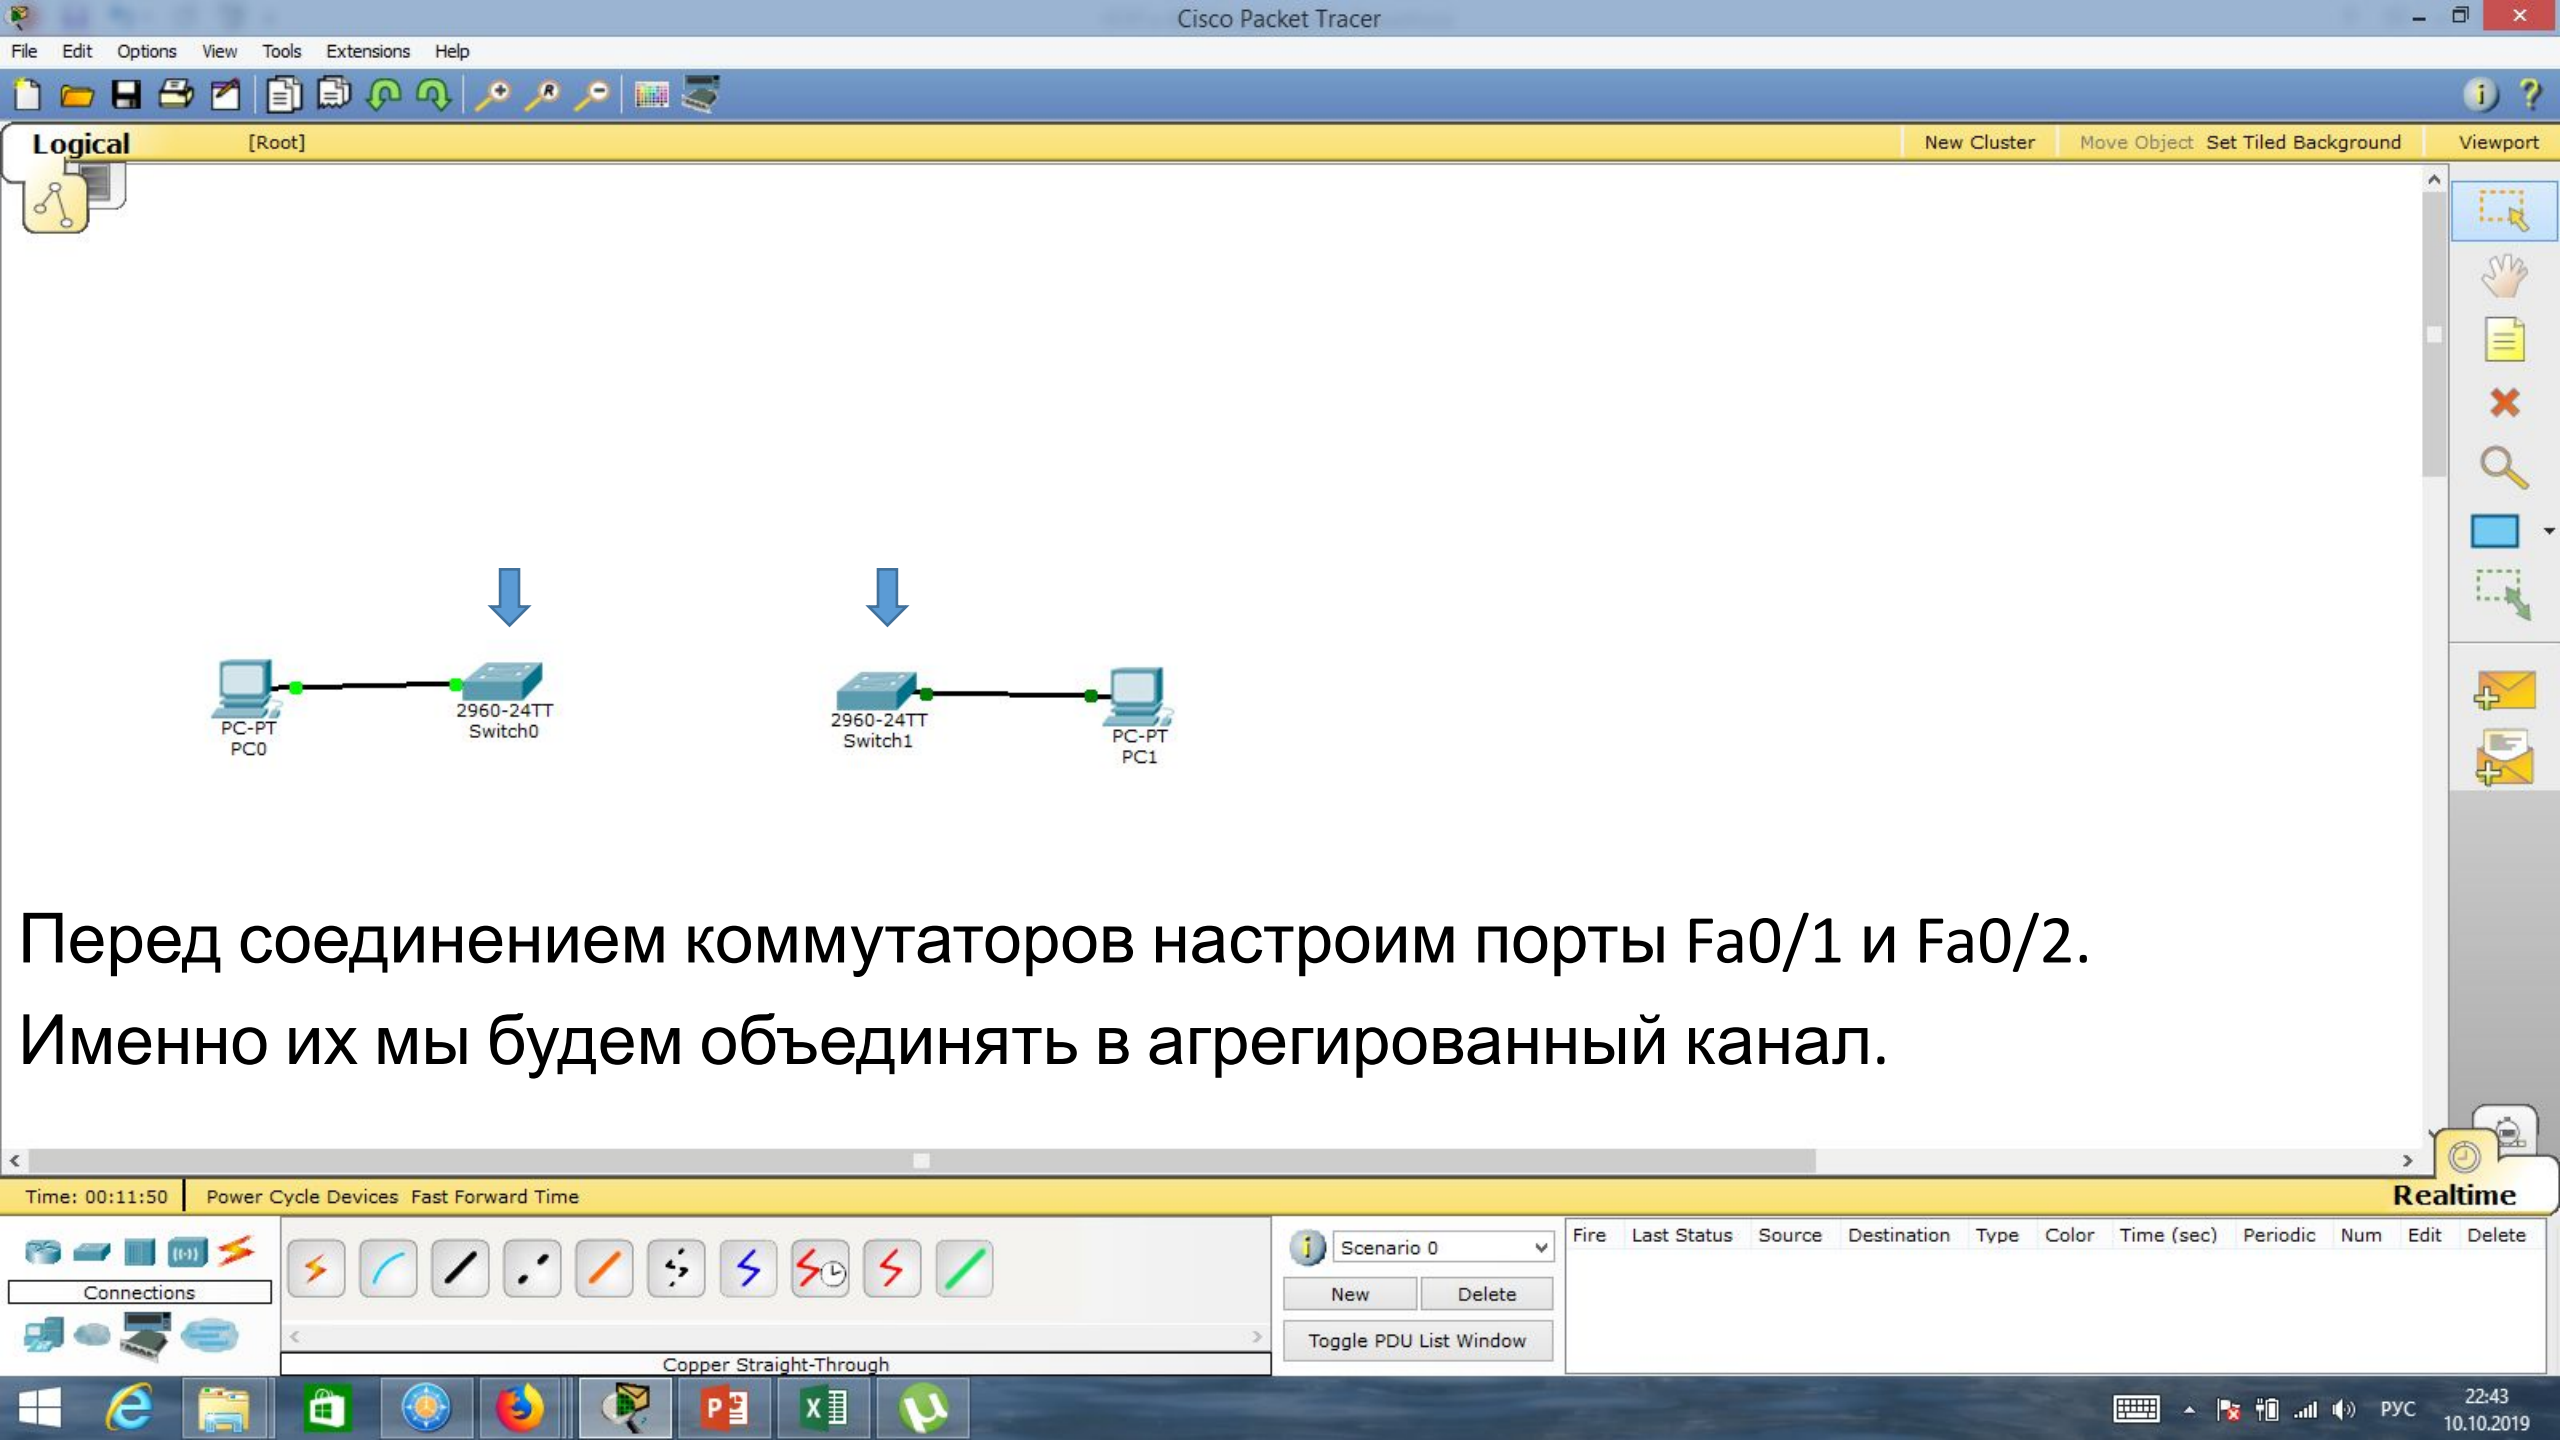 Cisco Packet Tracer
File Edit Options View Tools Extensions Help
Logical [Root] New Cluster Move Object Set Tiled Background Viewport
PC-PT
PC0
2960-24TT
Switch0
2960-24TT
Switch1
PC-PT
PC1
Перед соединением коммутаторов настроим порты Fa0/1 и Fa0/2.
Именно их мы будем объединять в агрегированный канал.
Time: 00:11:50 Power Cycle Devices Fast Forward Time Realtime
Connections
Copper Straight-Through
Scenario 0
New Delete
Toggle PDU List Window
Fire Last Status Source Destination Type Color Time (sec) Periodic Num Edit Delete
РУС
22:43
10.10.2019